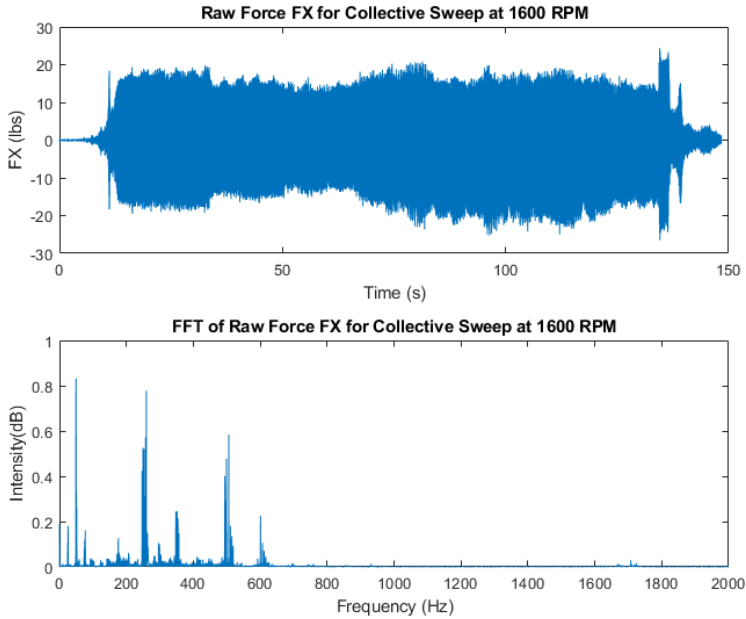 Raw Force FX for Collective Sweep at 1600 RPM
30
20
10
0
-10
-20
-30
FX (lbs)
0 50 100 150
Time (s)
FFT of Raw Force FX for Collective Sweep at 1600 RPM
1
0.8
0.6
0.4
0.2
0
Intensity(dB)
0 200 400 600 800 1000 1200 1400 1600 1800 2000
Frequency (Hz)